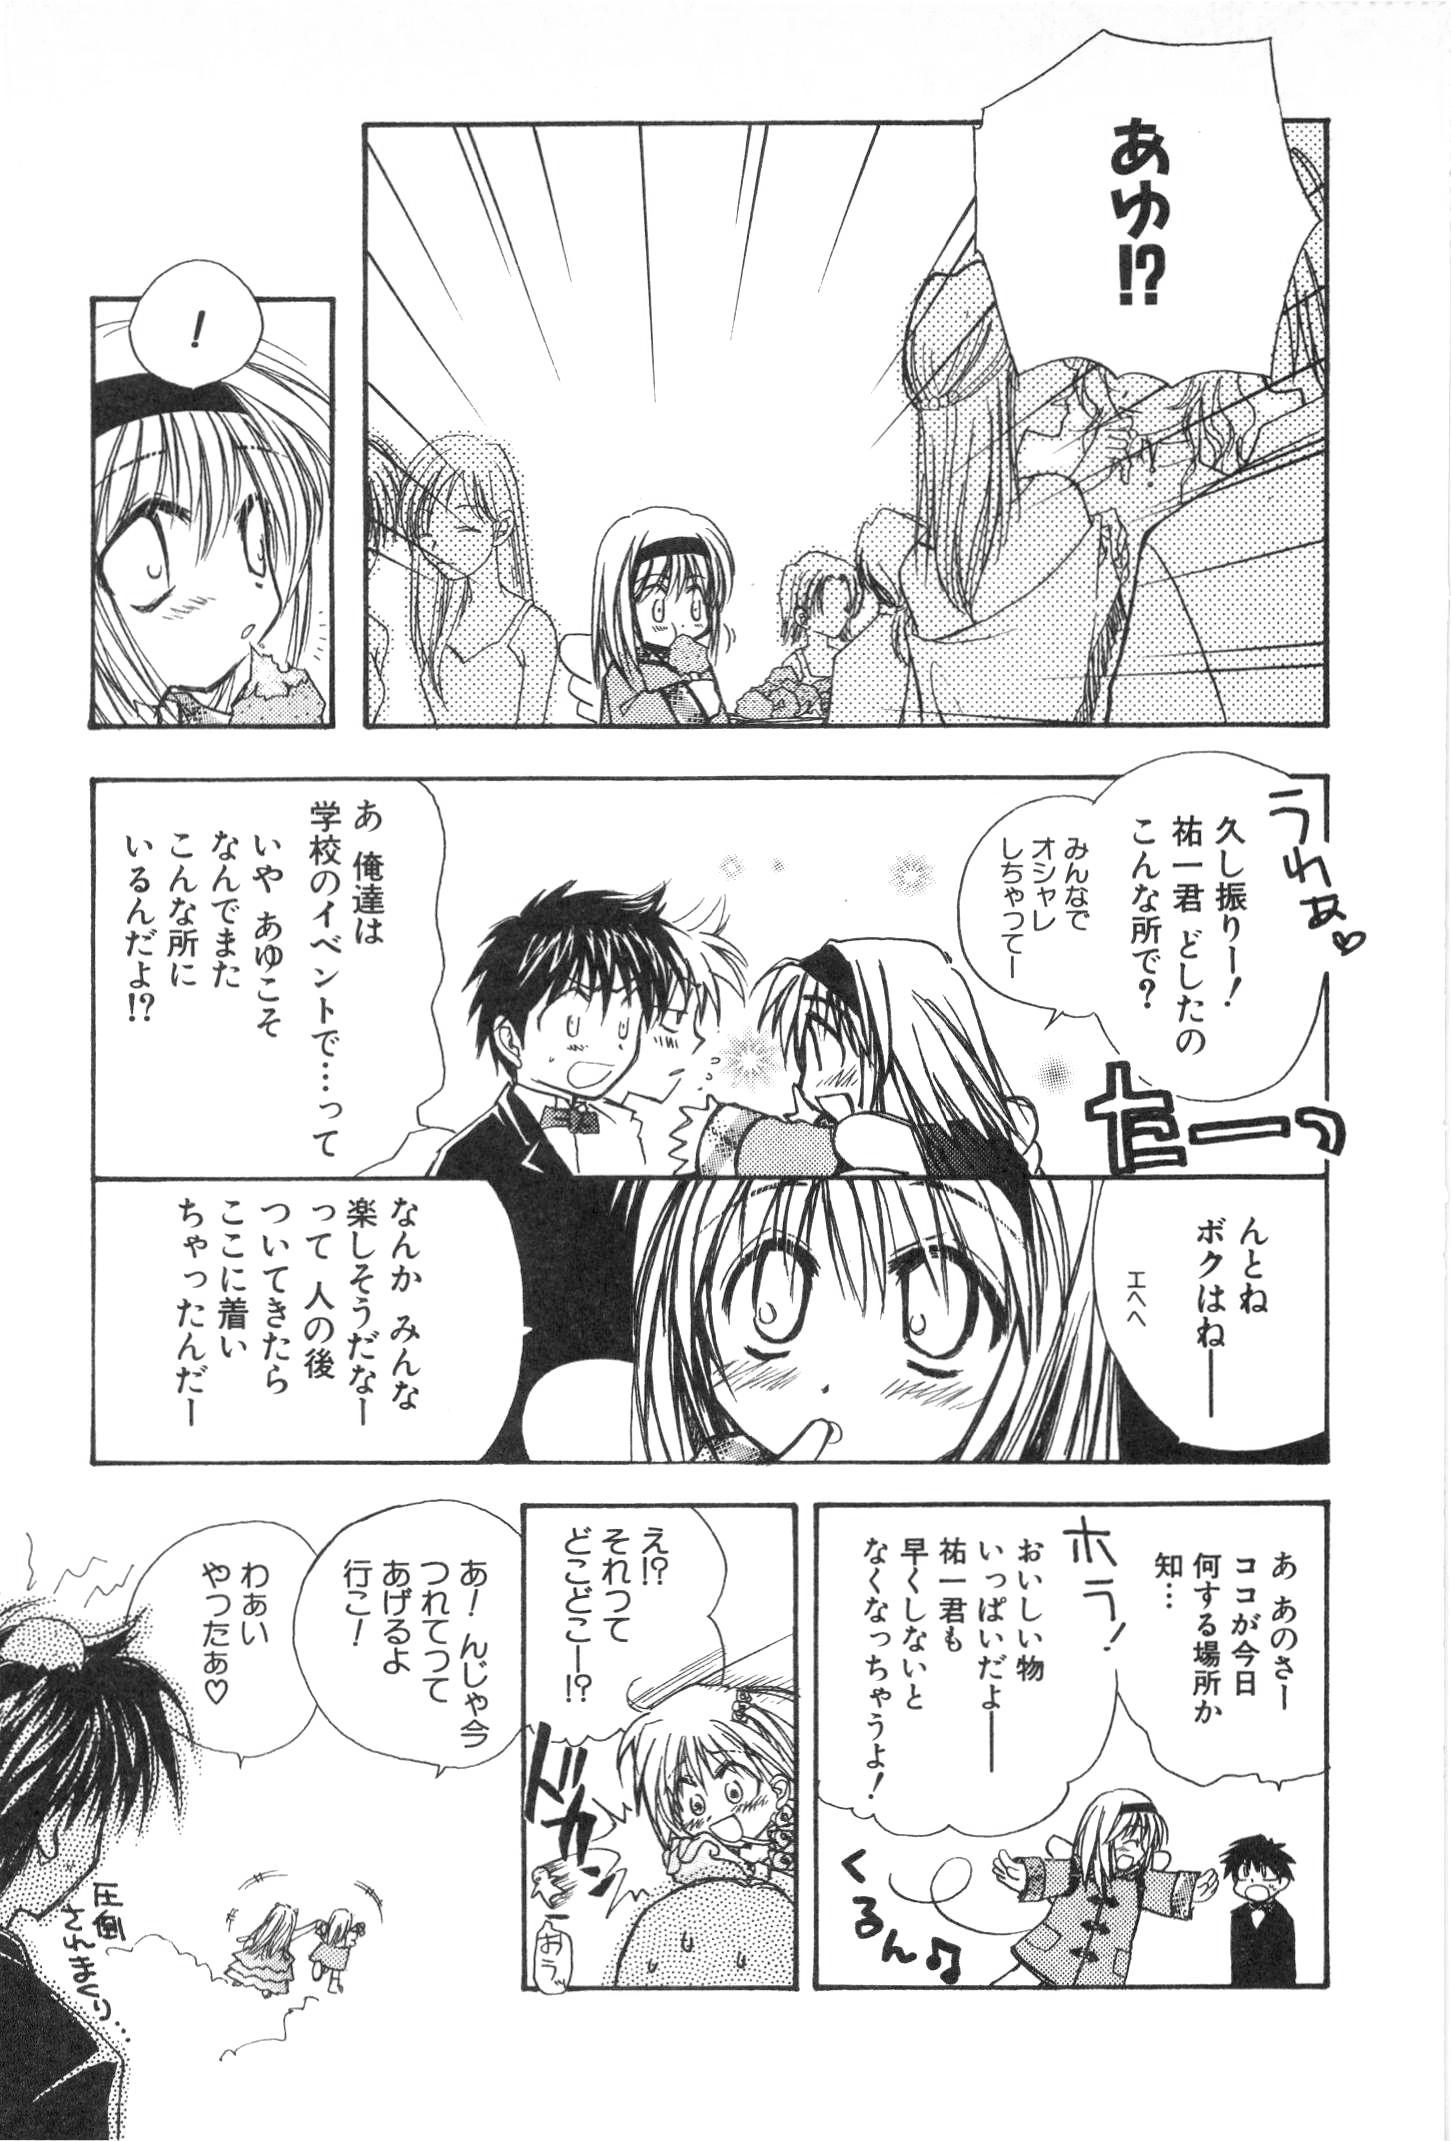 あゆ!?
!
うれぁ♡
久し振りー!
祐一君 どしたの
こんな所で?
みんなで
オシャレ
しちゃってー
たーっ
あ 俺達は
学校のイベントで…って
いや あゆこそ
なんでまた
こんな所に
いるんだよ!?
んとね
ボクはねー
エヘヘ
なんか みんな
楽しそうだなー
って 人の後
ついてきたら
ここに着い
ちゃったんだー
あ あのさー
ココが今日
何する場所か
知…
ホラ!
おいしい物
いっぱいだよー
祐一君も
早くしないと
なくなっちゃうよ!
くるん♫
え!?
それって
どこどこー!?
ドカン
おうっ
あ! んじゃ今
つれてって
あげるよ
行こ!
わぁい
やったぁ♡
圧倒
されまくり…